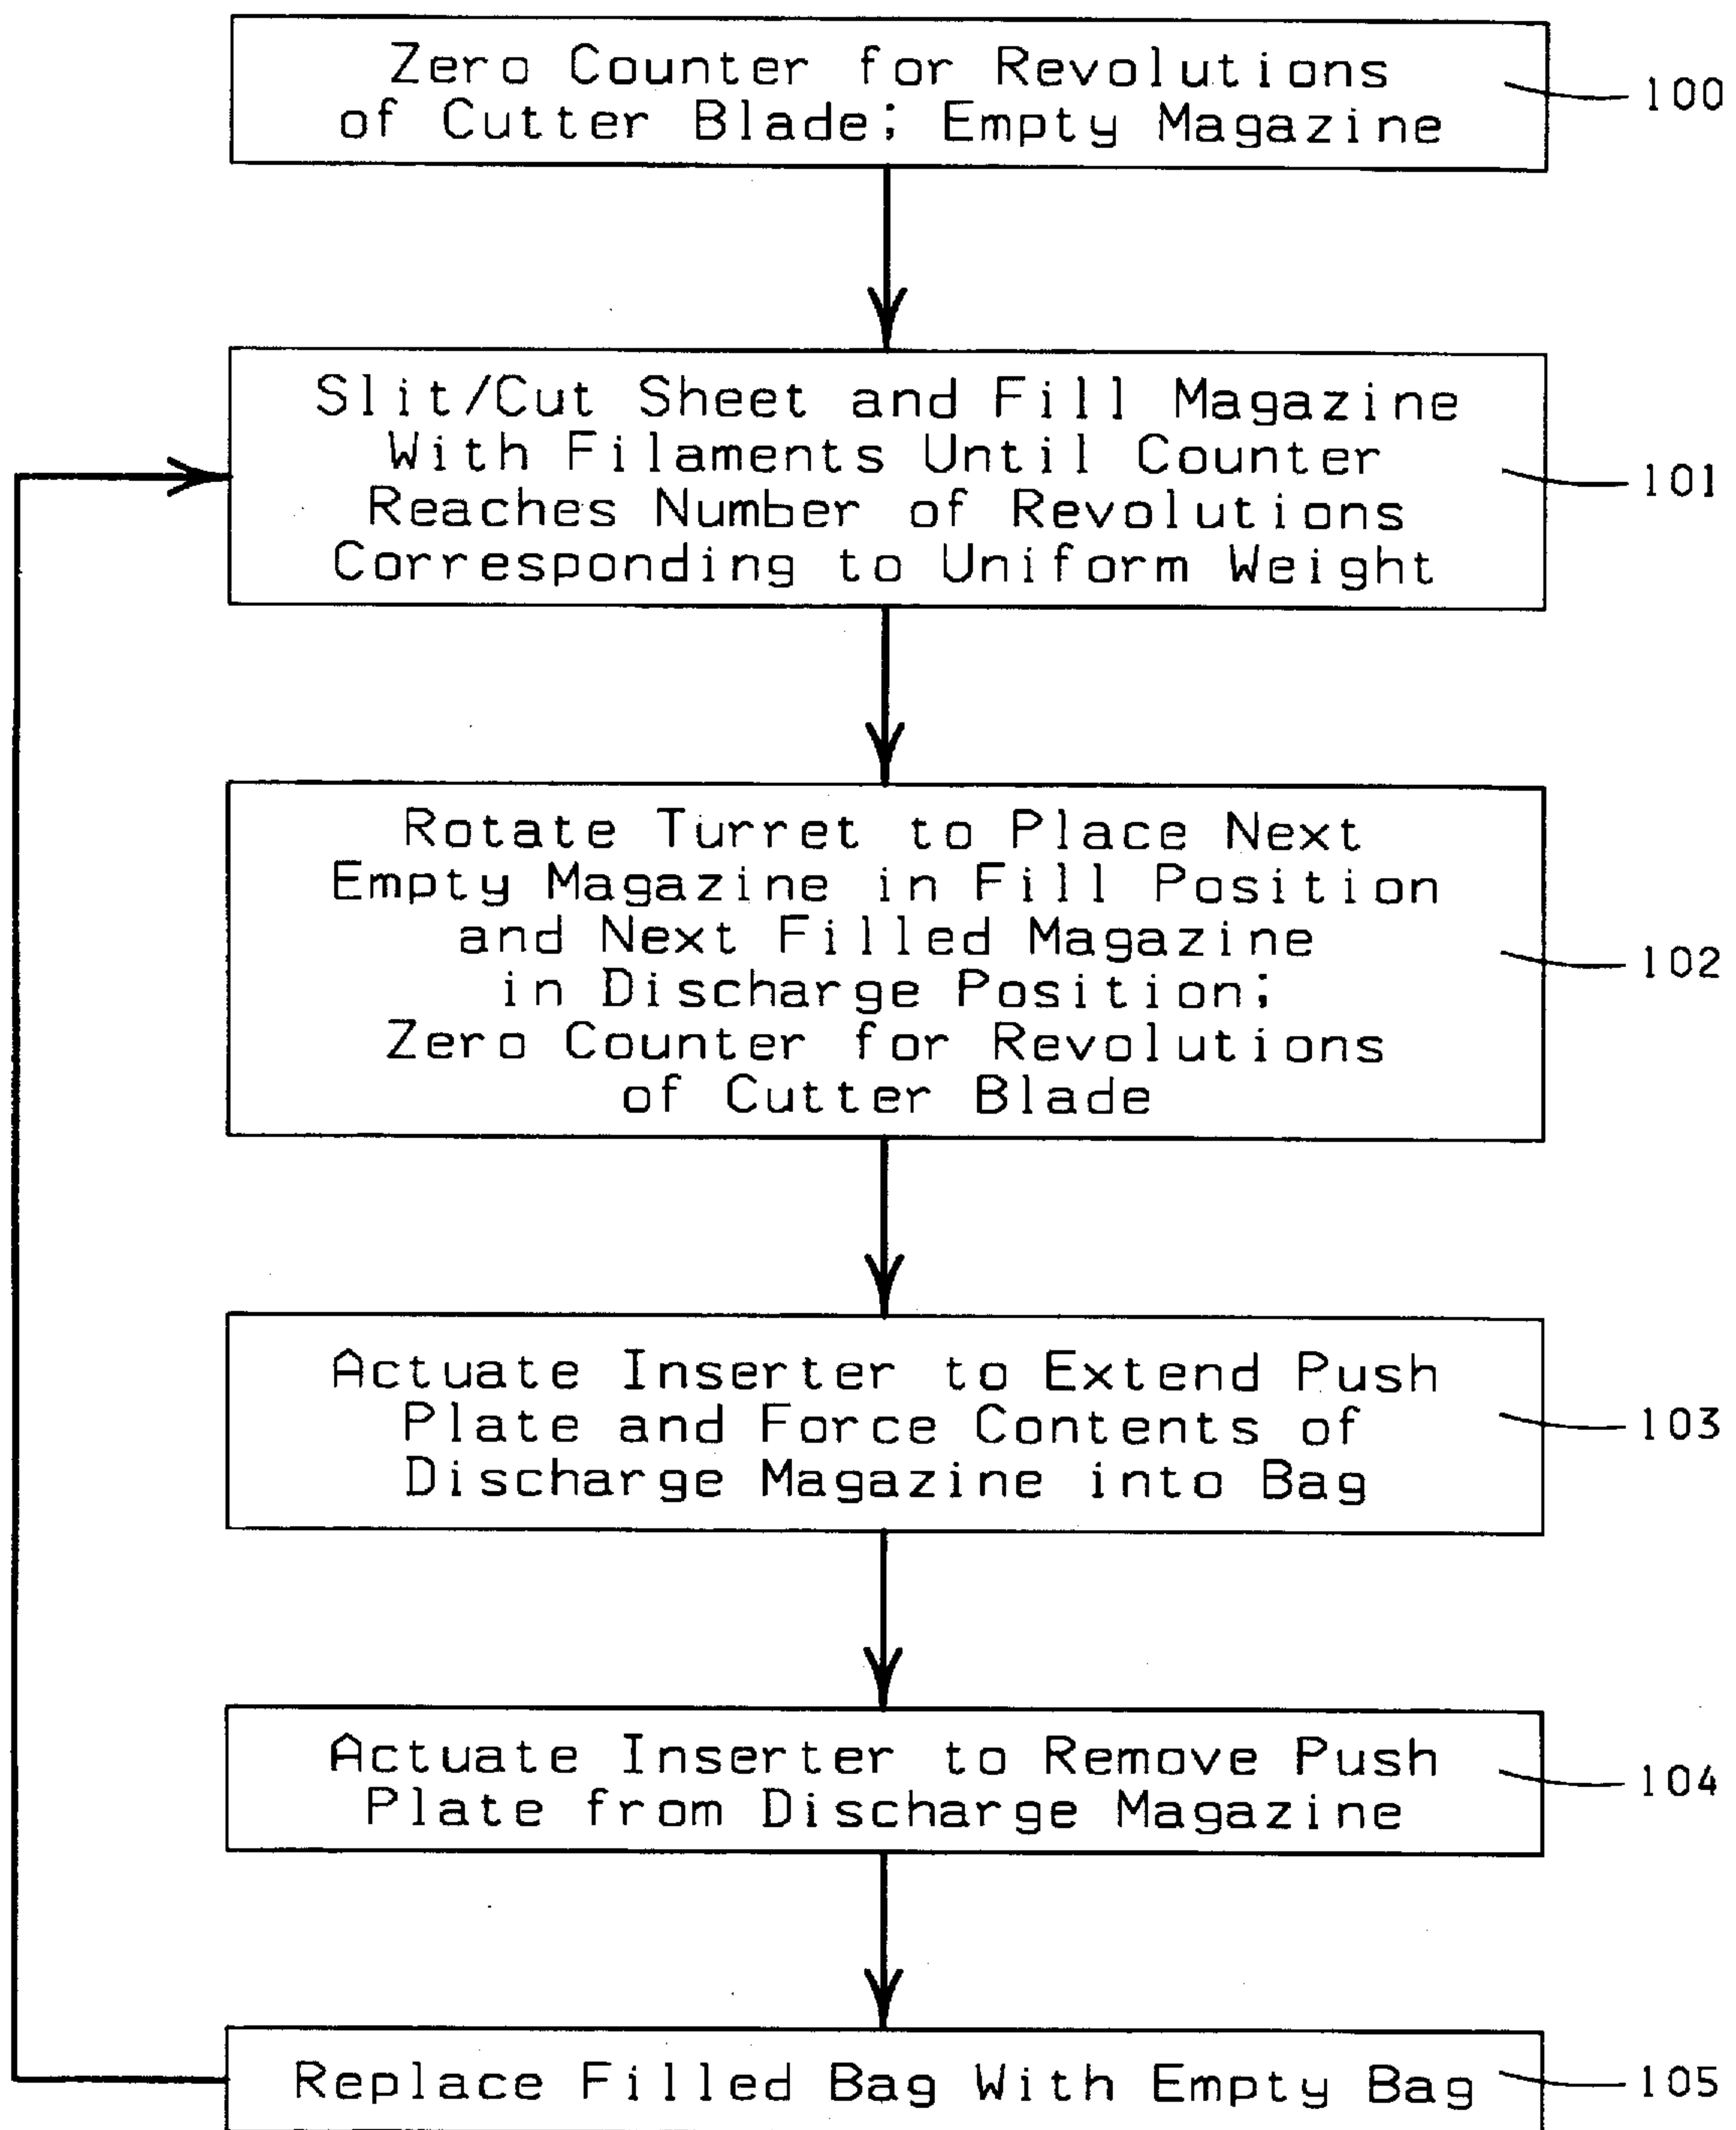 Zero Counter for Revolutions
of Cutter Blade; Empty Magazine
100
Slit/Cut Sheet and Fill Magazine
With Filaments Until Counter
Reaches Number of Revolutions
Corresponding to Uniform Weight
101
Rotate Turret to Place Next
Empty Magazine in Fill Position
and Next Filled Magazine
in Discharge Position;
Zero Counter for Revolutions
of Cutter Blade
102
Actuate Inserter to Extend Push
Plate and Force Contents of
Discharge Magazine into Bag
103
Actuate Inserter to Remove Push
Plate from Discharge Magazine
104
Replace Filled Bag With Empty Bag
105